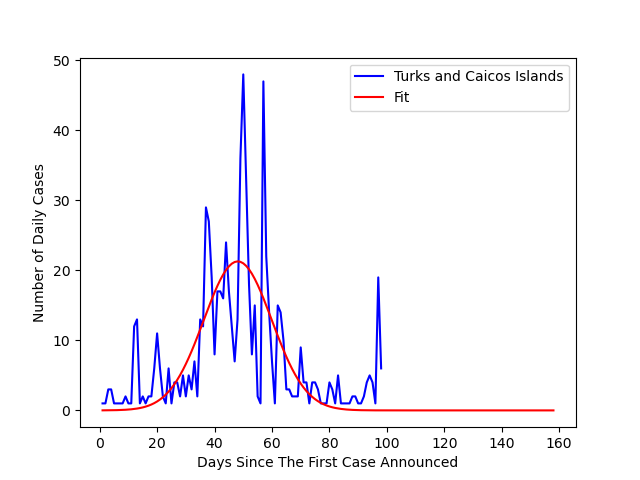 50
40
30
20
10
0
Number of Daily Cases
Turks and Caicos Islands
Fit
0 20 40 60 80 100 120 140 160
Days Since The First Case Announced